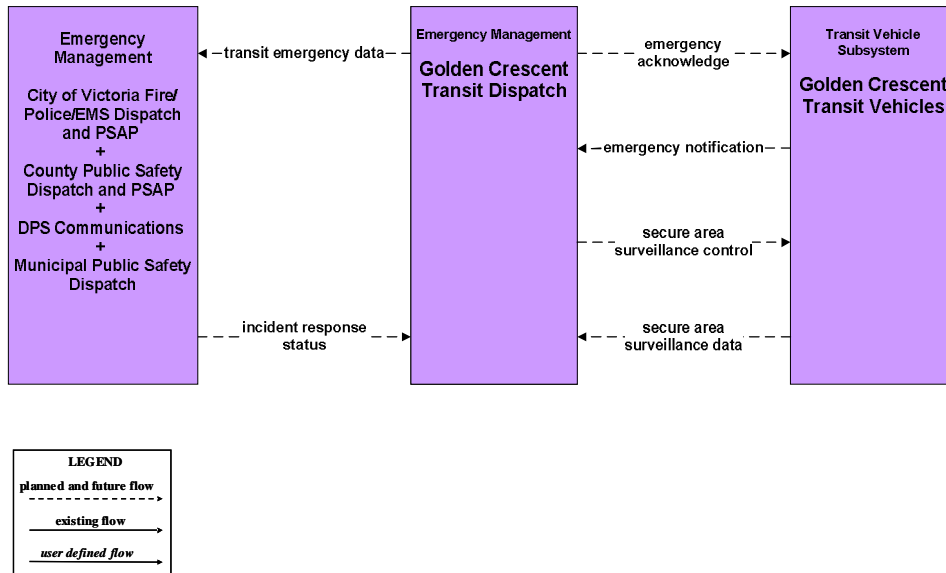 Emergency
Management
City of Victoria Fire/
Police/EMS Dispatch
and PSAP
+
County Public Safety
Dispatch and PSAP
+
DPS Communications
+
Municipal Public Safety
Dispatch
transit emergency data
incident response
status
Emergency Management
Golden Crescent
Transit Dispatch
emergency
acknowledge
emergency notification
secure area
surveillance control
secure area
surveillance data
Transit Vehicle
Subsystem
Golden Crescent
Transit Vehicles
LEGEND
planned and future flow
existing flow
user defined flow